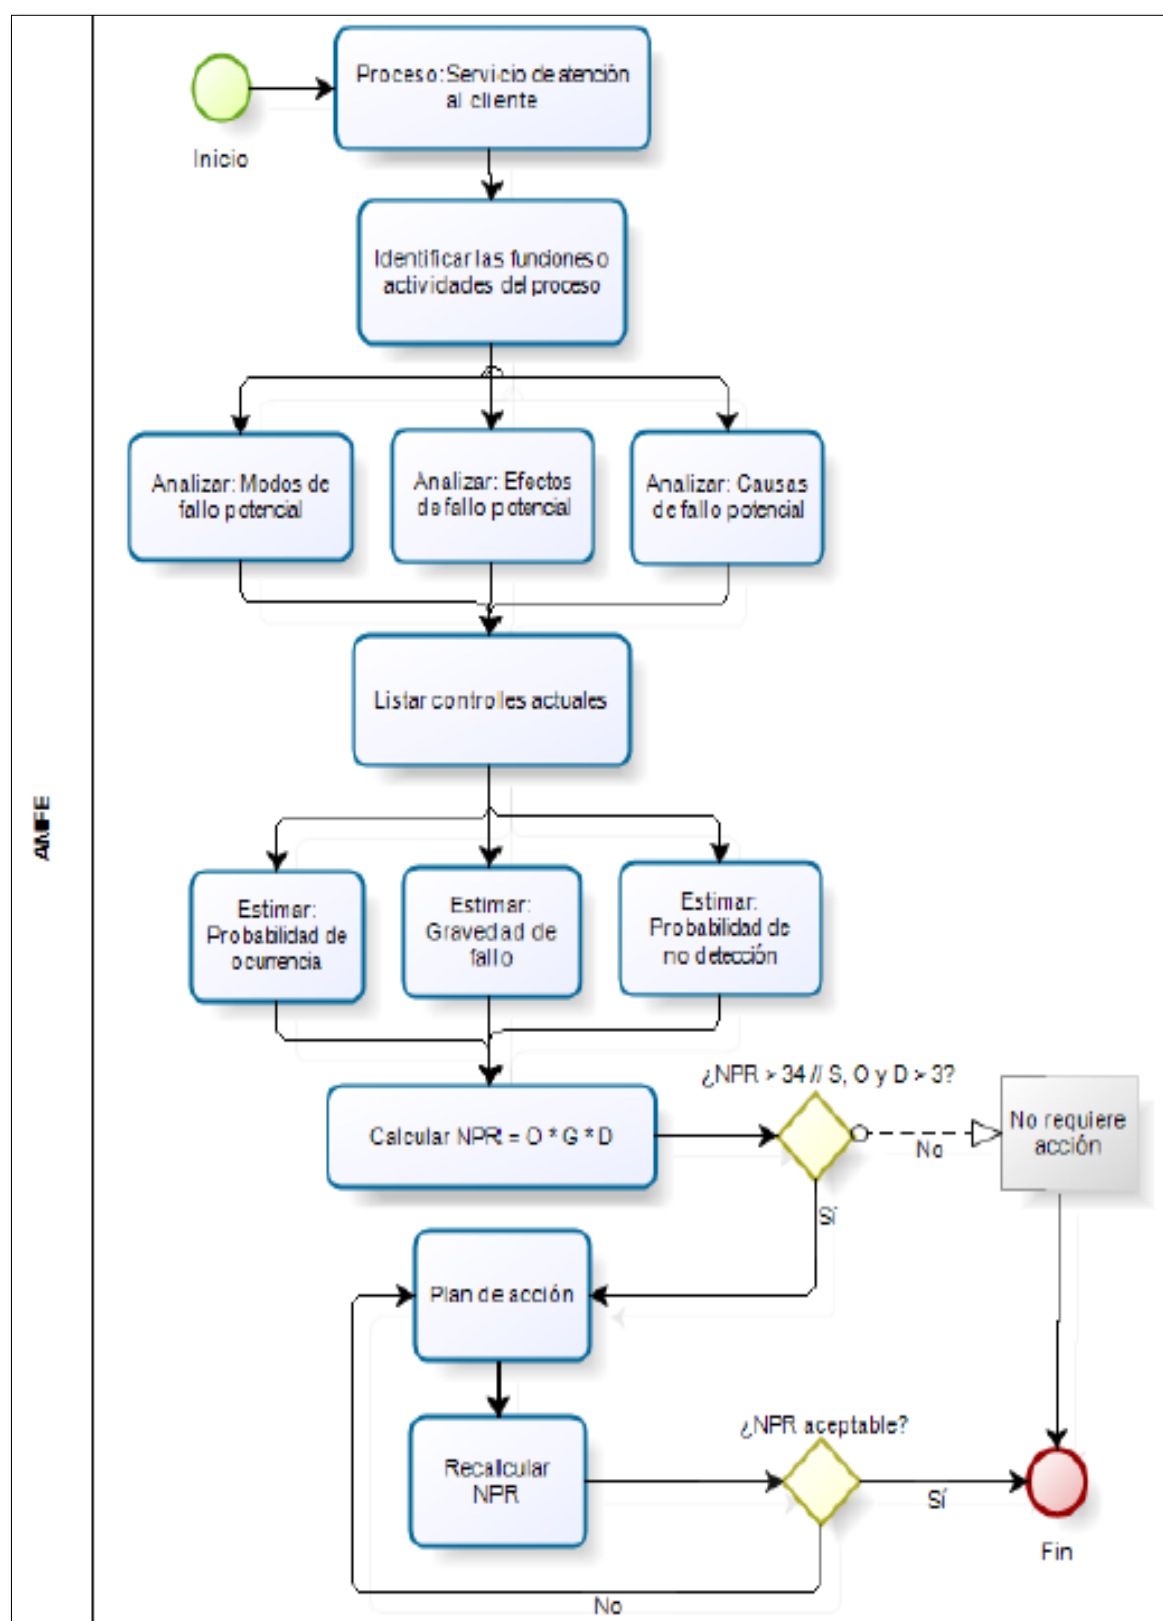 AMFE
Inicio
Proceso: Servicio de atención
al cliente
Identificar las funciones o
actividades del proceso
Analizar: Modos de
fallo potencial
Analizar: Efectos
de fallo potencial
Analizar: Causas
de fallo potencial
Listar controlles actuales
Estimar:
Probabilidad de
ocurrencia
Estimar:
Gravedad de
fallo
Estimar:
Probabilidad de
no detección
Calcular NPR = O * G * D
¿NPR > 34 // S, O y D > 3?
No
No requiere
acción
Sí
Plan de acción
Recalcular
NPR
¿NPR aceptable?
Sí
Fin
No